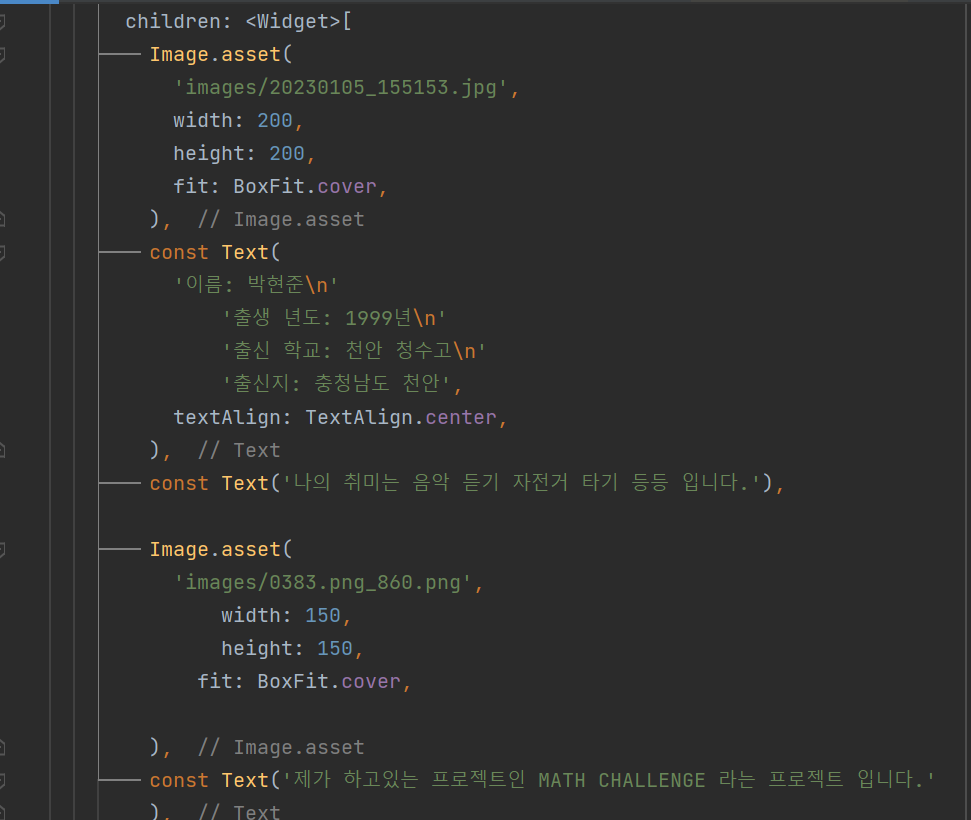 children: <Widget>[
Image.asset(
'images/20230105_155153.jpg',
width: 200,
height: 200,
fit: BoxFit.cover,
), // Image.asset
const Text(
'이름: 박현준\n'
'출생 년도: 1999년\n'
'출신 학교: 천안 청수고\n'
'출신지: 충청남도 천안',
textAlign: TextAlign.center,
), // Text
const Text('나의 취미는 음악 듣기 자전거 타기 등등 입니다.'),
Image.asset(
'images/0383.png_860.png',
width: 150,
height: 150,
fit: BoxFit.cover,
), // Image.asset
const Text('제가 하고있는 프로젝트인 MATH CHALLENGE 라는 프로젝트 입니다.'
), // Text